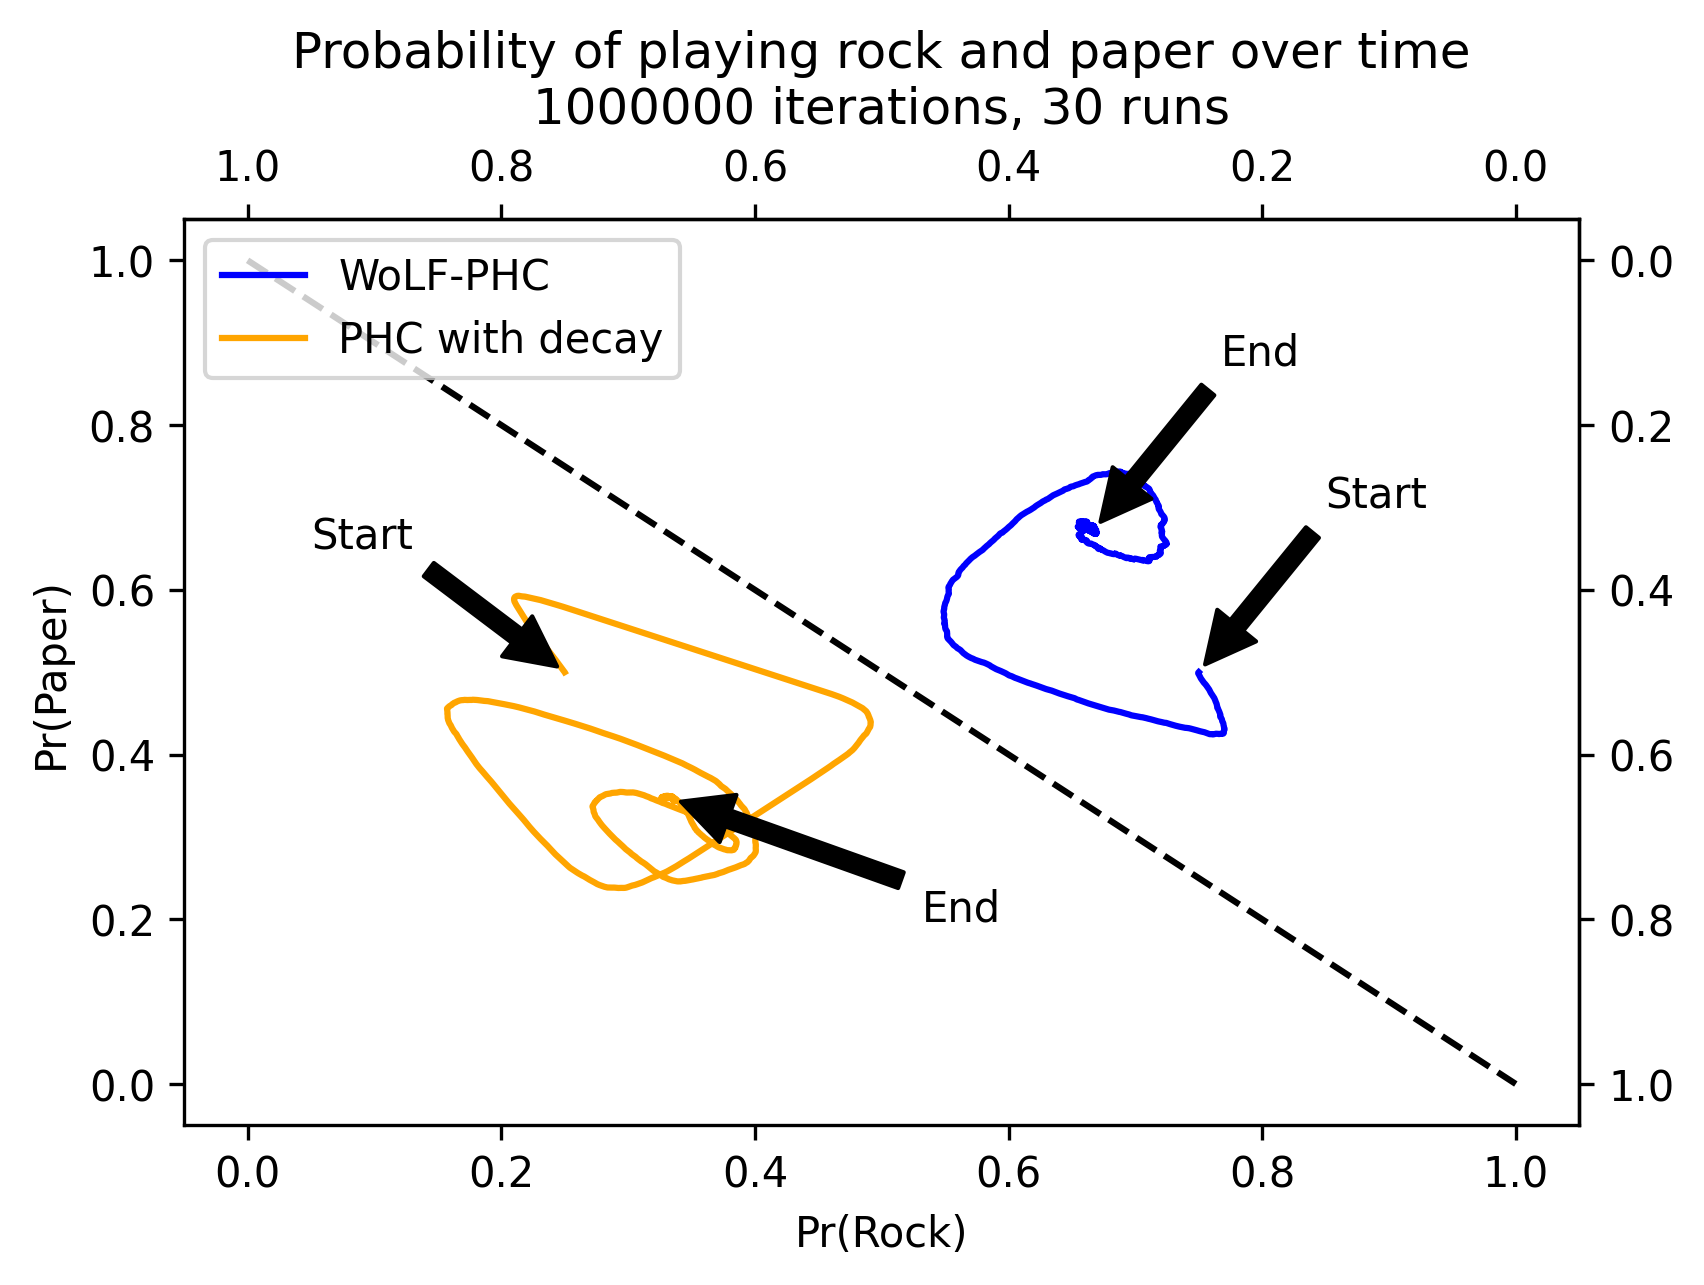 Probability of playing rock and paper over time
1000000 iterations, 30 runs
1.0 0.8 0.6 0.4 0.2 0.0
WoLF-PHC
PHC with decay
End
Start
Start
End
1.0
0.8
0.6
0.4
0.2
0.0
Pr(Paper)
0.0
0.2
0.4
0.6
0.8
1.0
0.0 0.2 0.4 0.6 0.8 1.0
Pr(Rock)